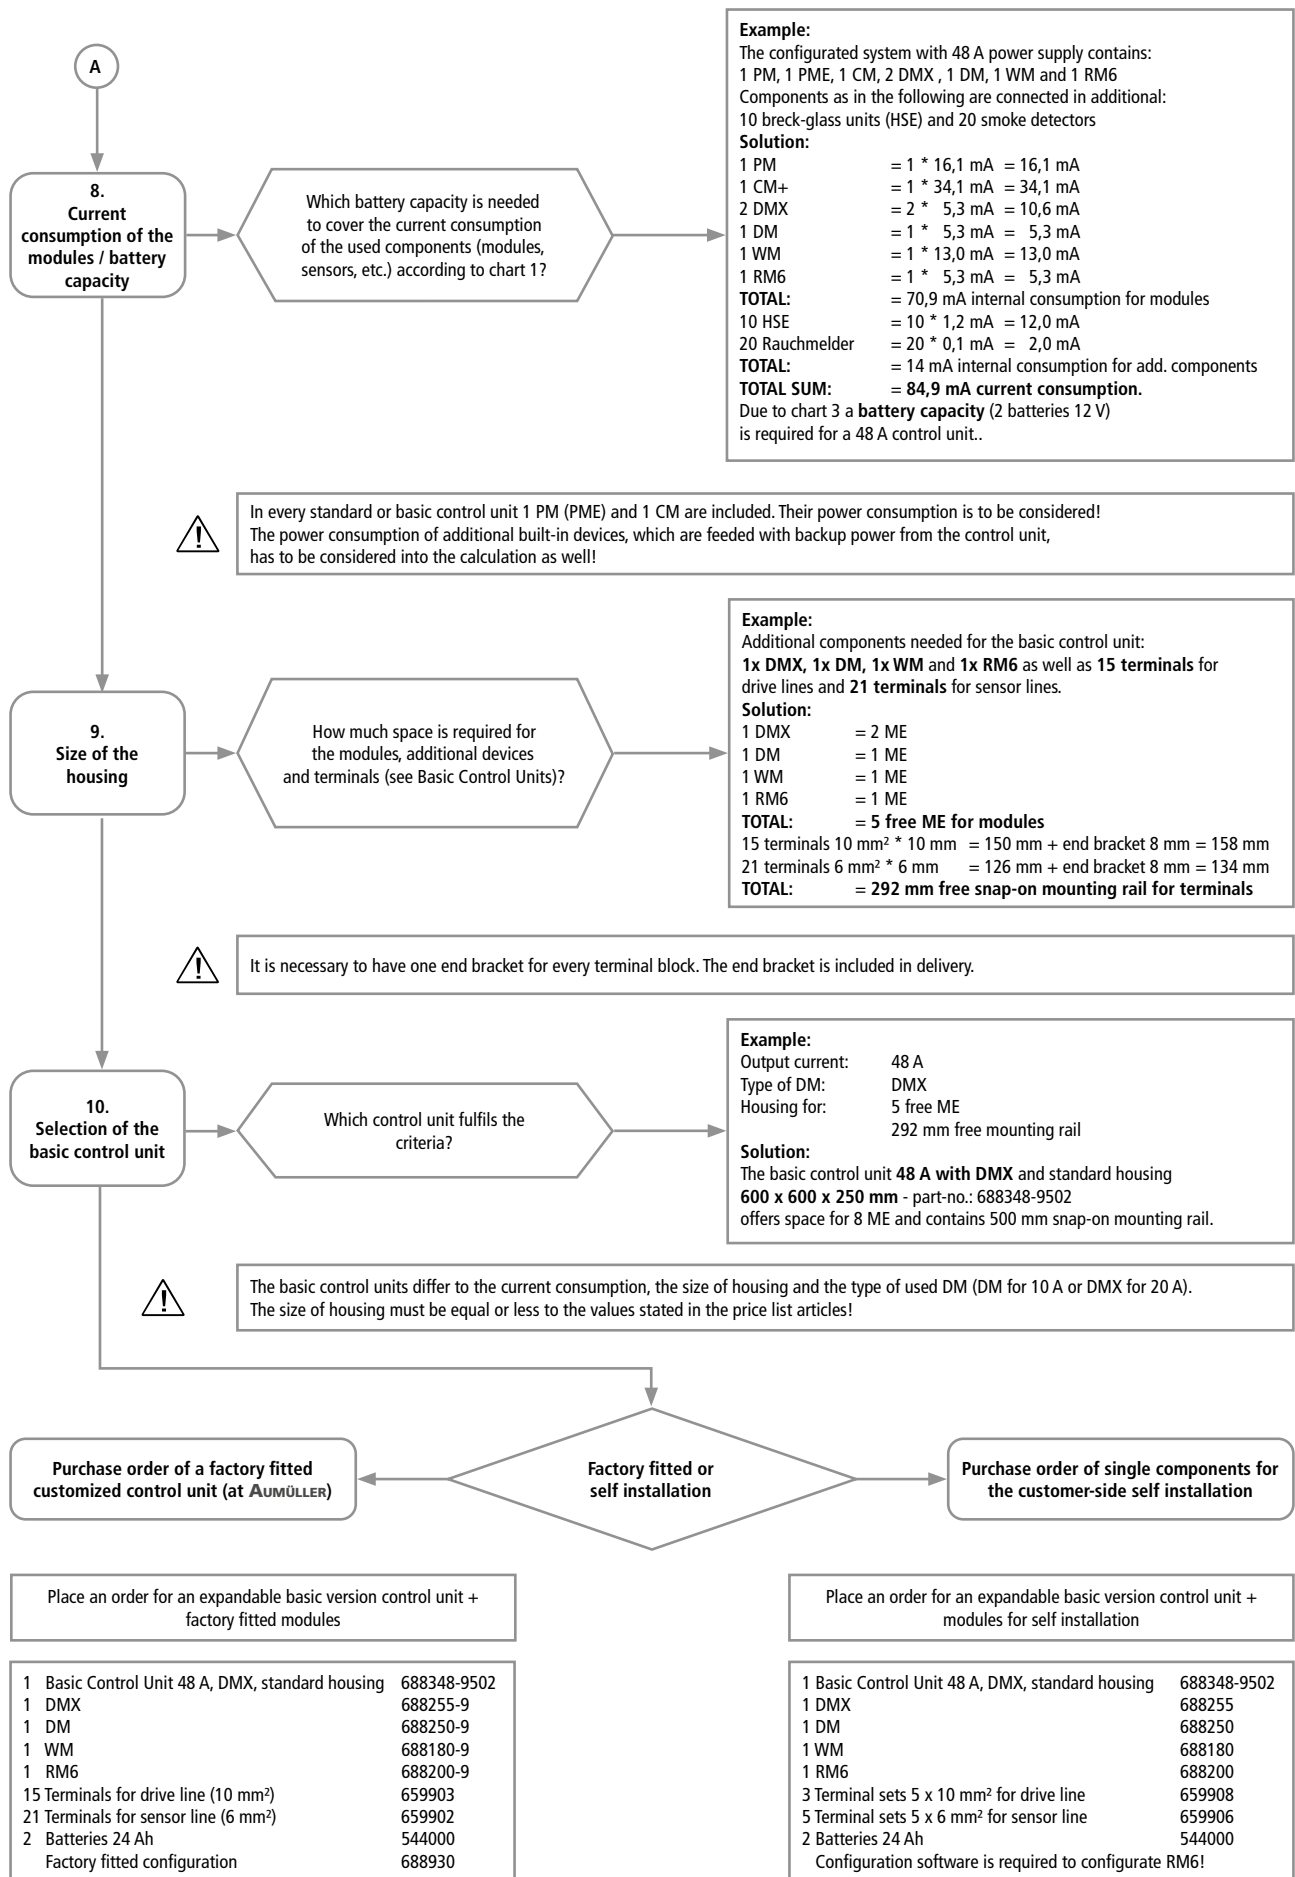 A
8.
Current
consumption of the
modules / battery
capacity
Which battery capacity is needed
to cover the current consumption
of the used components (modules,
sensors, etc.) according to chart 1?
Example:
The configurated system with 48 A power supply contains:
1 PM, 1 PME, 1 CM, 2 DMX , 1 DM, 1 WM and 1 RM6
Components as in the following are connected in additional:
10 breck-glass units (HSE) and 20 smoke detectors
Solution:
1 PM = 1 * 16,1 mA = 16,1 mA
1 CM+ = 1 * 34,1 mA = 34,1 mA
2 DMX = 2 * 5,3 mA = 10,6 mA
1 DM = 1 * 5,3 mA = 5,3 mA
1 WM = 1 * 13,0 mA = 13,0 mA
1 RM6 = 1 * 5,3 mA = 5,3 mA
TOTAL: = 70,9 mA internal consumption for modules
10 HSE = 10 * 1,2 mA = 12,0 mA
20 Rauchmelder = 20 * 0,1 mA = 2,0 mA
TOTAL: = 14 mA internal consumption for add. components
TOTAL SUM: = 84,9 mA current consumption.
Due to chart 3 a battery capacity (2 batteries 12 V)
is required for a 48 A control unit..
In every standard or basic control unit 1 PM (PME) and 1 CM are included. Their power consumption is to be considered!
The power consumption of additional built-in devices, which are feeded with backup power from the control unit,
has to be considered into the calculation as well!
9.
Size of the
housing
How much space is required for
the modules, additional devices
and terminals (see Basic Control Units)?
Example:
Additional components needed for the basic control unit:
1x DMX, 1x DM, 1x WM and 1x RM6 as well as 15 terminals for
drive lines and 21 terminals for sensor lines.
Solution:
1 DMX = 2 ME
1 DM = 1 ME
1 WM = 1 ME
1 RM6 = 1 ME
TOTAL: = 5 free ME for modules
15 terminals 10 mm² * 10 mm = 150 mm + end bracket 8 mm = 158 mm
21 terminals 6 mm² * 6 mm = 126 mm + end bracket 8 mm = 134 mm
TOTAL: = 292 mm free snap-on mounting rail for terminals
It is necessary to have one end bracket for every terminal block. The end bracket is included in delivery.
10.
Selection of the
basic control unit
Which control unit fulfils the
criteria?
Example:
Output current: 48 A
Type of DM: DMX
Housing for: 5 free ME
292 mm free mounting rail
Solution:
The basic control unit 48 A with DMX and standard housing
600 x 600 x 250 mm - part-no.: 688348-9502
offers space for 8 ME and contains 500 mm snap-on mounting rail.
The basic control units differ to the current consumption, the size of housing and the type of used DM (DM for 10 A or DMX for 20 A).
The size of housing must be equal or less to the values stated in the price list articles!
Factory fitted or
self installation
Purchase order of a factory fitted
customized control unit (at AUMÜLLER)
Purchase order of single components for
the customer-side self installation
Place an order for an expandable basic version control unit +
factory fitted modules
1 Basic Control Unit 48 A, DMX, standard housing 688348-9502
1 DMX 688255-9
1 DM 688250-9
1 WM 688180-9
1 RM6 688200-9
15 Terminals for drive line (10 mm²) 659903
21 Terminals for sensor line (6 mm²) 659902
2 Batteries 24 Ah 544000
Factory fitted configuration 688930
Place an order for an expandable basic version control unit +
modules for self installation
1 Basic Control Unit 48 A, DMX, standard housing 688348-9502
1 DMX 688255
1 DM 688250
1 WM 688180
1 RM6 688200
3 Terminal sets 5 x 10 mm² for drive line 659908
5 Terminal sets 5 x 6 mm² for sensor line 659906
2 Batteries 24 Ah 544000
Configuration software is required to configurate RM6!